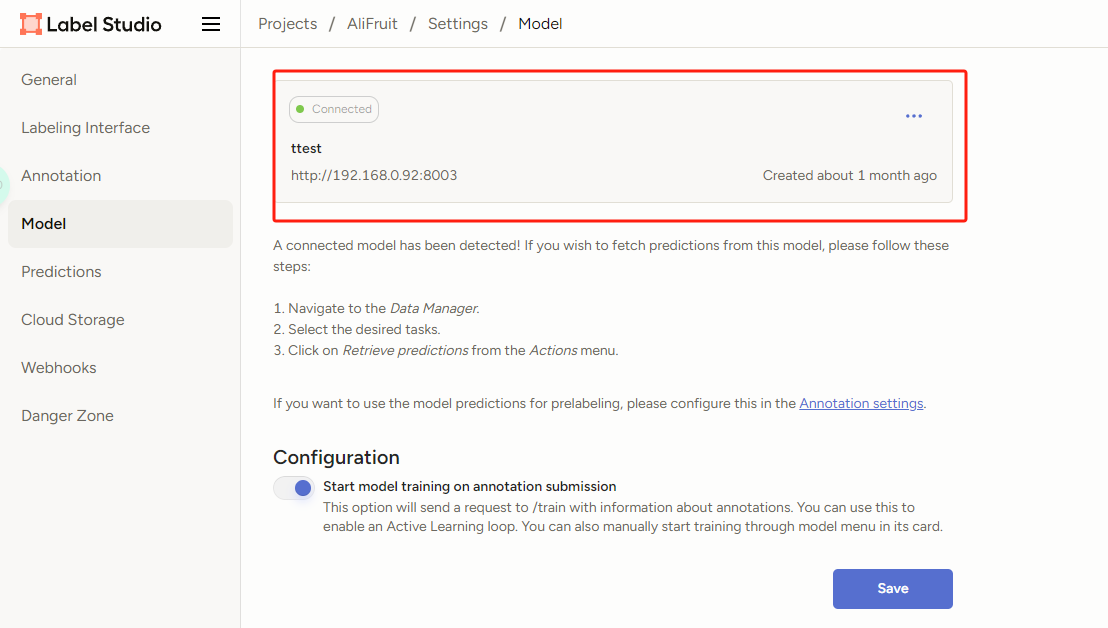 Label Studio
Projects / AliFruit / Settings / Model
General
Labeling Interface
Annotation
Model
Predictions
Cloud Storage
Webhooks
Danger Zone
Connected
ttest
http://192.168.0.92:8003
Created about 1 month ago
A connected model has been detected! If you wish to fetch predictions from this model, please follow these
steps:
1. Navigate to the Data Manager.
2. Select the desired tasks.
3. Click on Retrieve predictions from the Actions menu.
If you want to use the model predictions for prelabeling, please configure this in the Annotation settings.
Configuration
Start model training on annotation submission
This option will send a request to /train with information about annotations. You can use this to
enable an Active Learning loop. You can also manually start training through model menu in its card.
Save